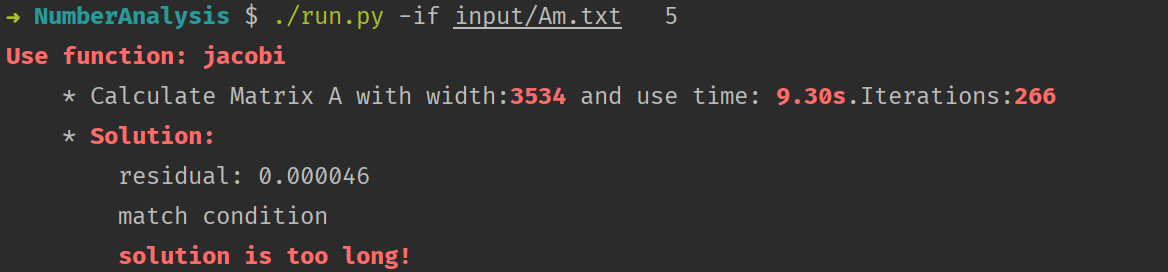 → NumberAnalysis $ ./run.py -if input/Am.txt 5
Use function: jacobi
* Calculate Matrix A with width:3534 and use time: 9.30s.Iterations:266
* Solution:
residual: 0.000046
match condition
solution is too long!